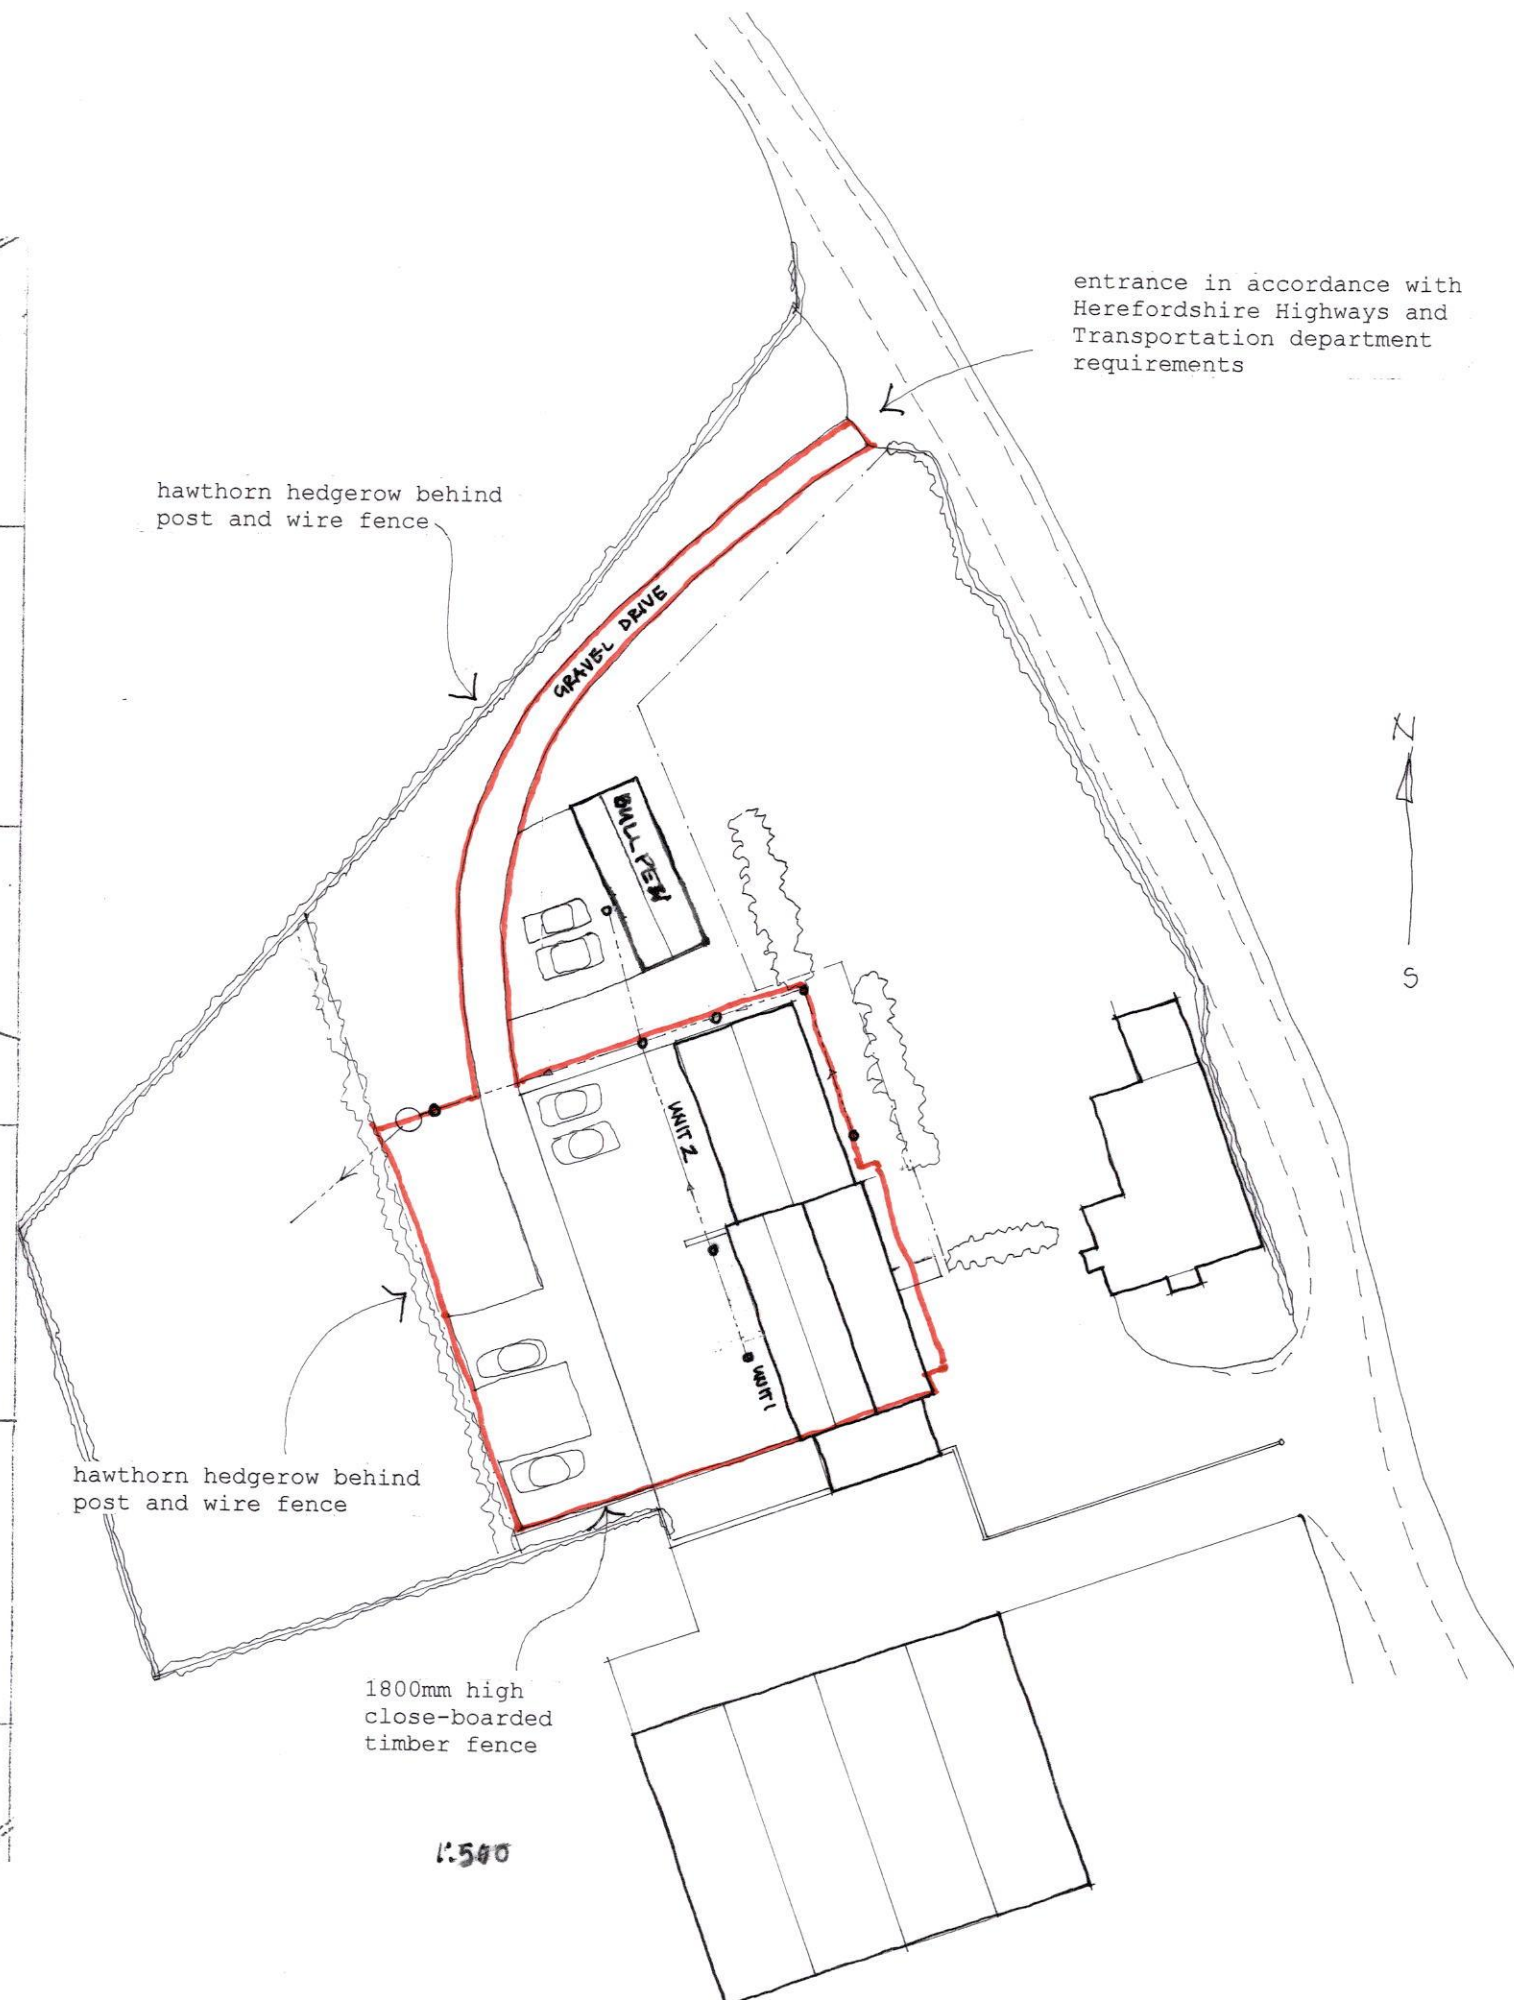 entrance in accordance with
Herefordshire Highways and
Transportation department
requirements
hawthorn hedgerow behind
post and wire fence
GRAVEL DRIVE
N
BULL PEN
S
UNIT 2
UNIT 1
hawthorn hedgerow behind
post and wire fence
1800mm high
close-boarded
timber fence
1:500